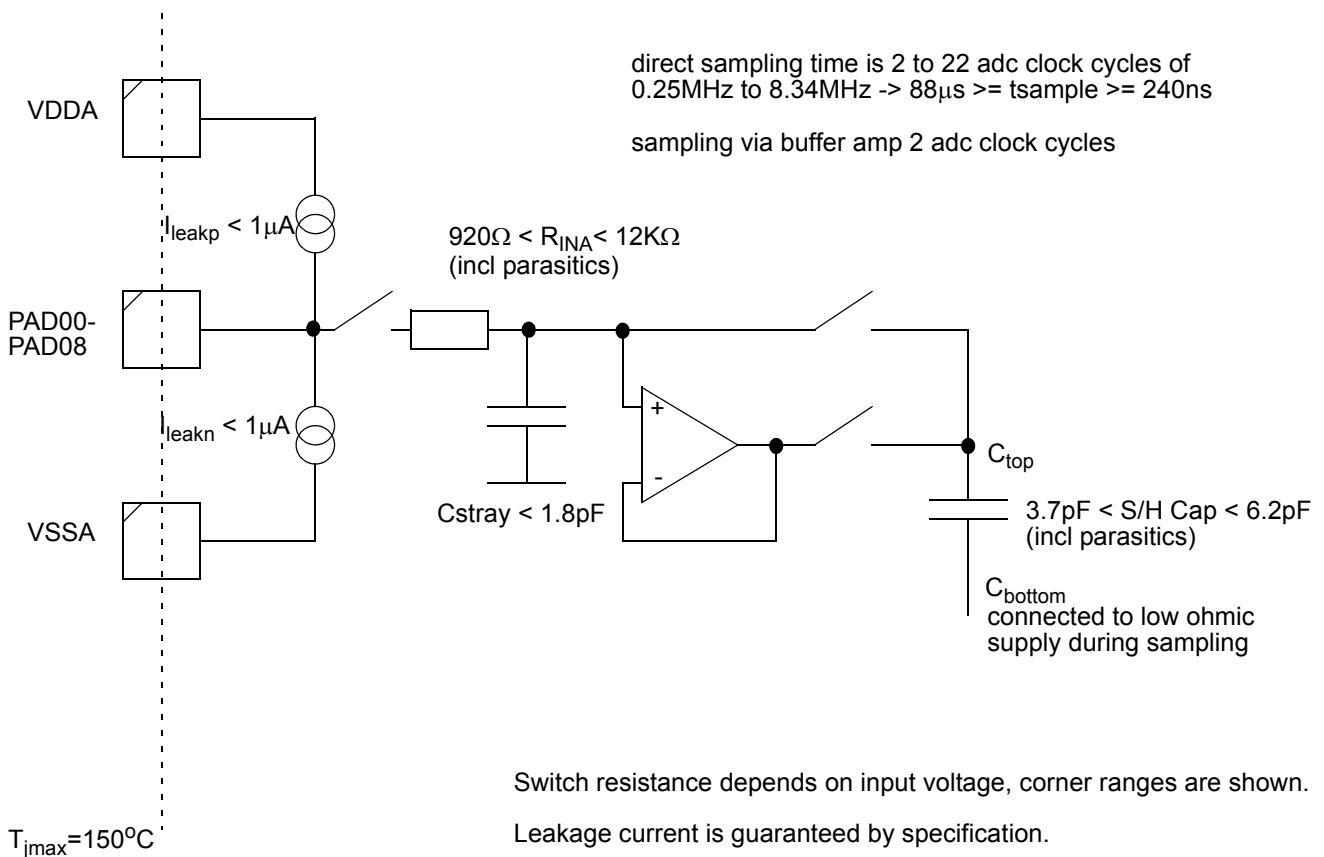 direct sampling time is 2 to 22 adc clock cycles of
0.25MHz to 8.34MHz -> 88μs >= tsample >= 240ns
sampling via buffer amp 2 adc clock cycles
VDDA
Ileakp < 1μA
920Ω < RINA< 12KΩ
(incl parasitics)
PAD00-
PAD08
Ileakn < 1μA
+
-
Cstray < 1.8pF
Ctop
3.7pF < S/H Cap < 6.2pF
(incl parasitics)
VSSA
Cbottom
connected to low ohmic
supply during sampling
Switch resistance depends on input voltage, corner ranges are shown.
Leakage current is guaranteed by specification.
Tjmax=150oC